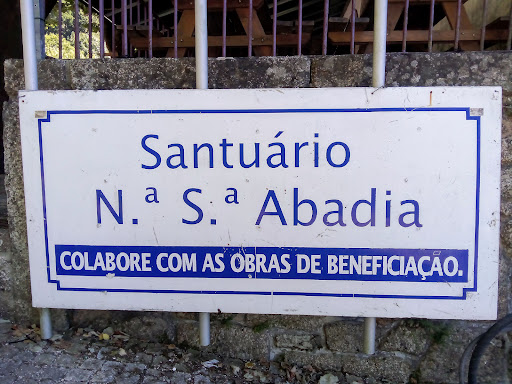 Santuário
N.ª S.ª Abadia
COLABORE COM AS OBRAS DE BENEFICIAÇÃO.